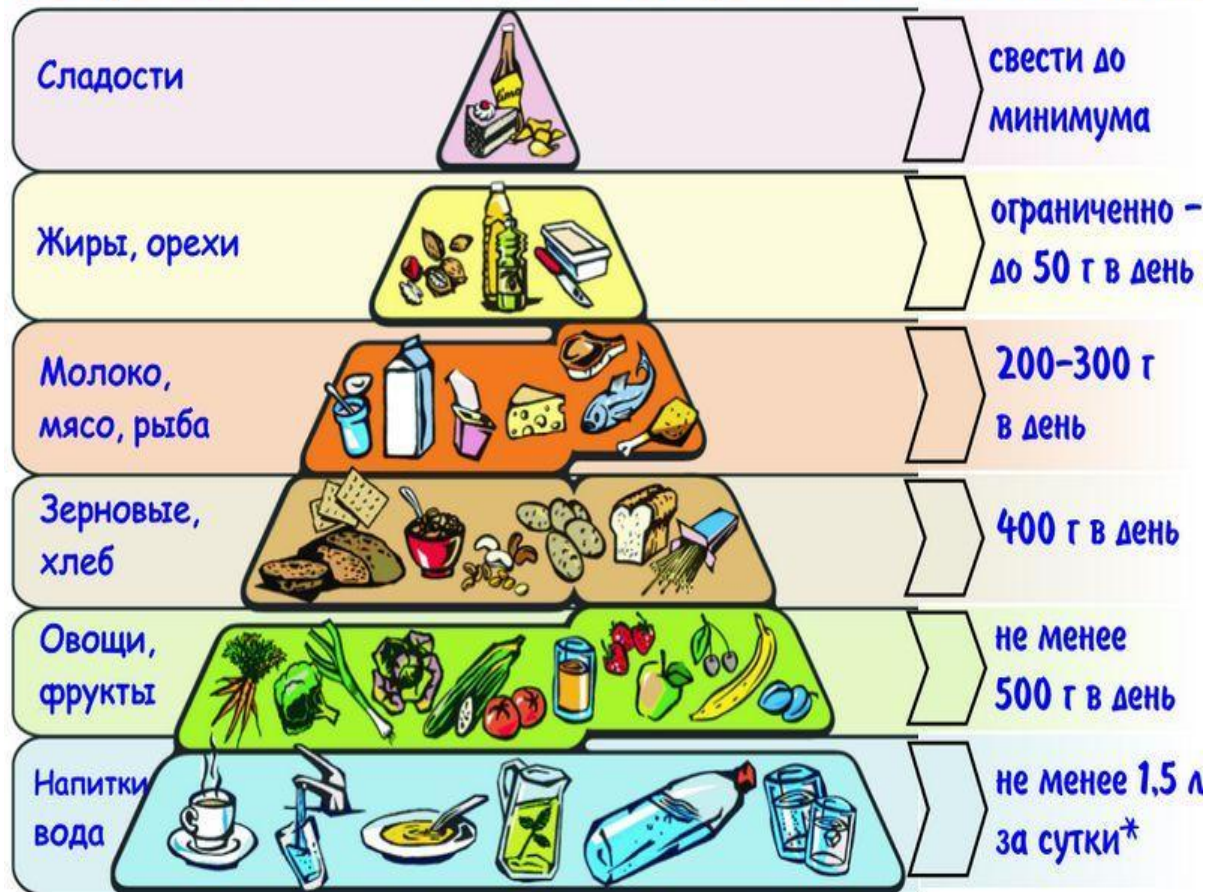 Сладости
свести до
минимума
Жиры, орехи
ограниченно –
до 50 г в день
Молоко,
мясо, рыба
200–300 г
в день
Зерновые,
хлеб
400 г в день
Овощи,
фрукты
не менее
500 г в день
Напитки
вода
не менее 1,5 л
за сутки*